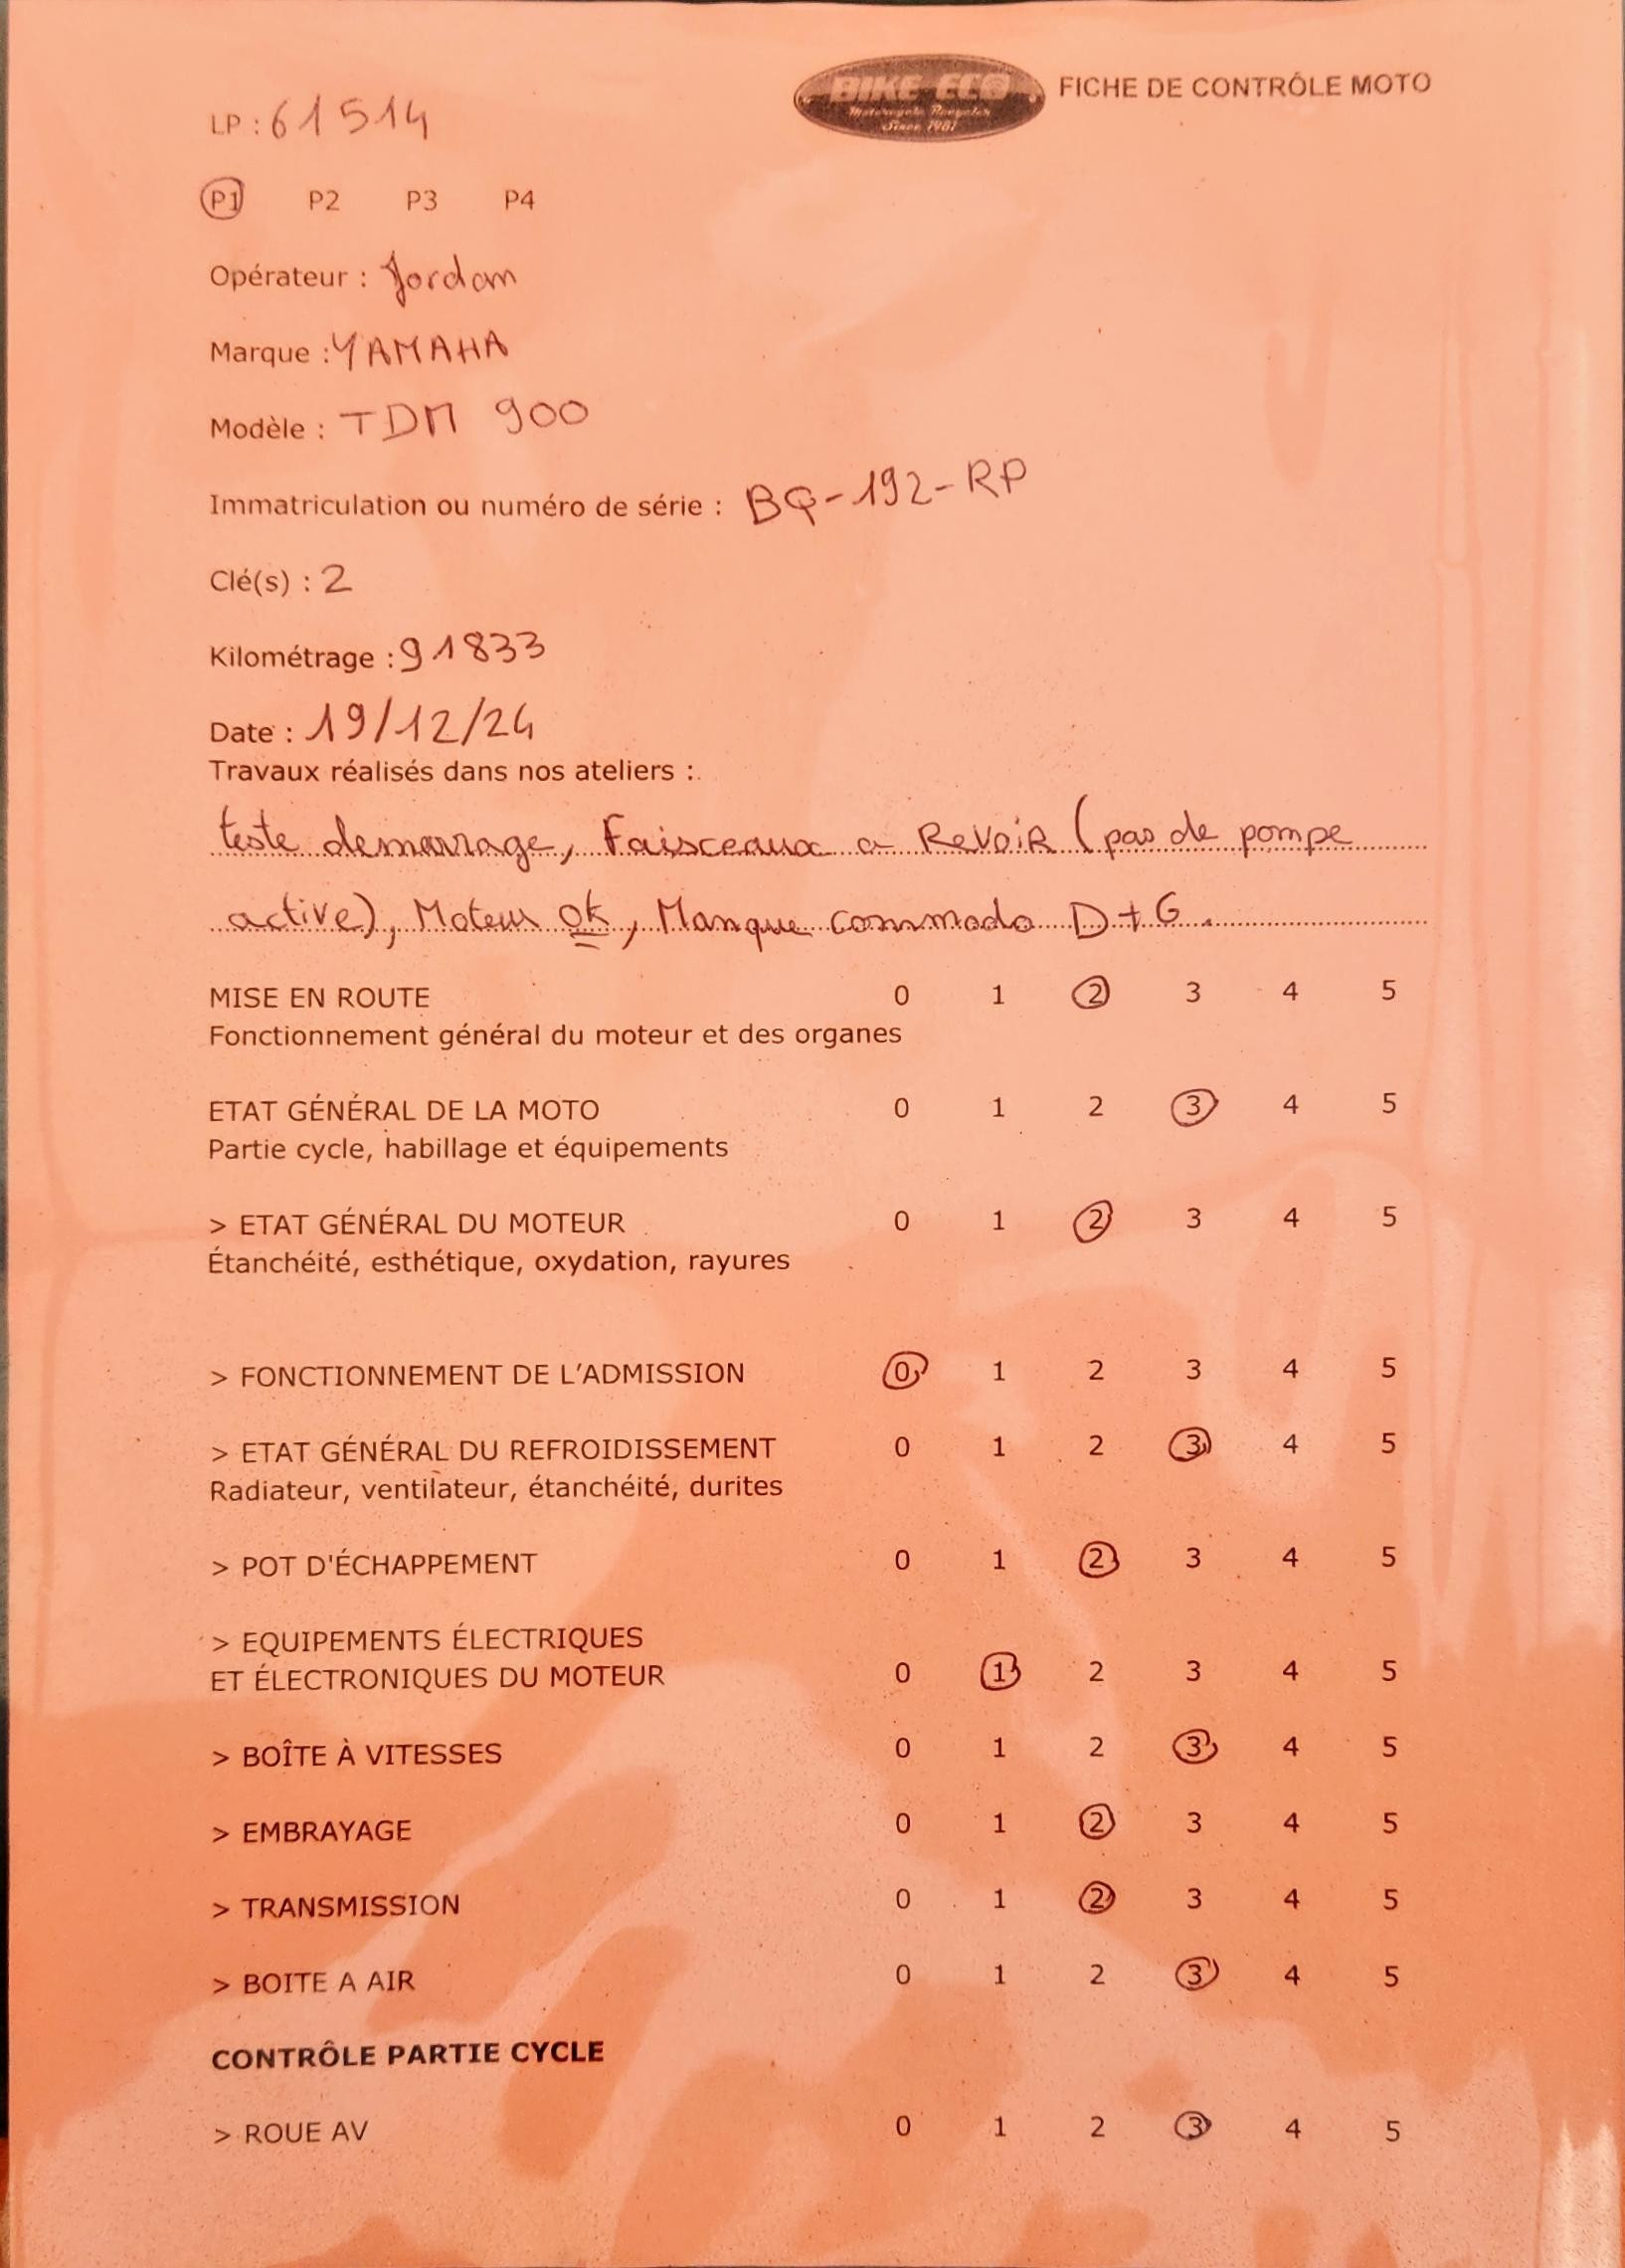 BIKE-ECO
Motorcycle Recycler
Since 1981
FICHE DE CONTRÔLE MOTO
LP : 61514
P1 P2 P3 P4
Opérateur : Jordan
Marque : YAMAHA
Modèle : TDM 900
Immatriculation ou numéro de série : BQ-192-RP
Clé(s) : 2
Kilométrage : 91833
Date : 19/12/24
Travaux réalisés dans nos ateliers :
teste demarrage, Faisceaux a Revoir (pas de pompe
active), Moteur ok, Manque commodo D+G.
MISE EN ROUTE 0 1 2 3 4 5
Fonctionnement général du moteur et des organes
ETAT GÉNÉRAL DE LA MOTO 0 1 2 3 4 5
Partie cycle, habillage et équipements
> ETAT GÉNÉRAL DU MOTEUR 0 1 2 3 4 5
Étanchéité, esthétique, oxydation, rayures
> FONCTIONNEMENT DE L'ADMISSION 0 1 2 3 4 5
> ETAT GÉNÉRAL DU REFROIDISSEMENT 0 1 2 3 4 5
Radiateur, ventilateur, étanchéité, durites
> POT D'ÉCHAPPEMENT 0 1 2 3 4 5
> EQUIPEMENTS ÉLECTRIQUES
ET ÉLECTRONIQUES DU MOTEUR 0 1 2 3 4 5
> BOÎTE À VITESSES 0 1 2 3 4 5
> EMBRAYAGE 0 1 2 3 4 5
> TRANSMISSION 0 1 2 3 4 5
> BOITE A AIR 0 1 2 3 4 5
CONTRÔLE PARTIE CYCLE
> ROUE AV 0 1 2 3 4 5